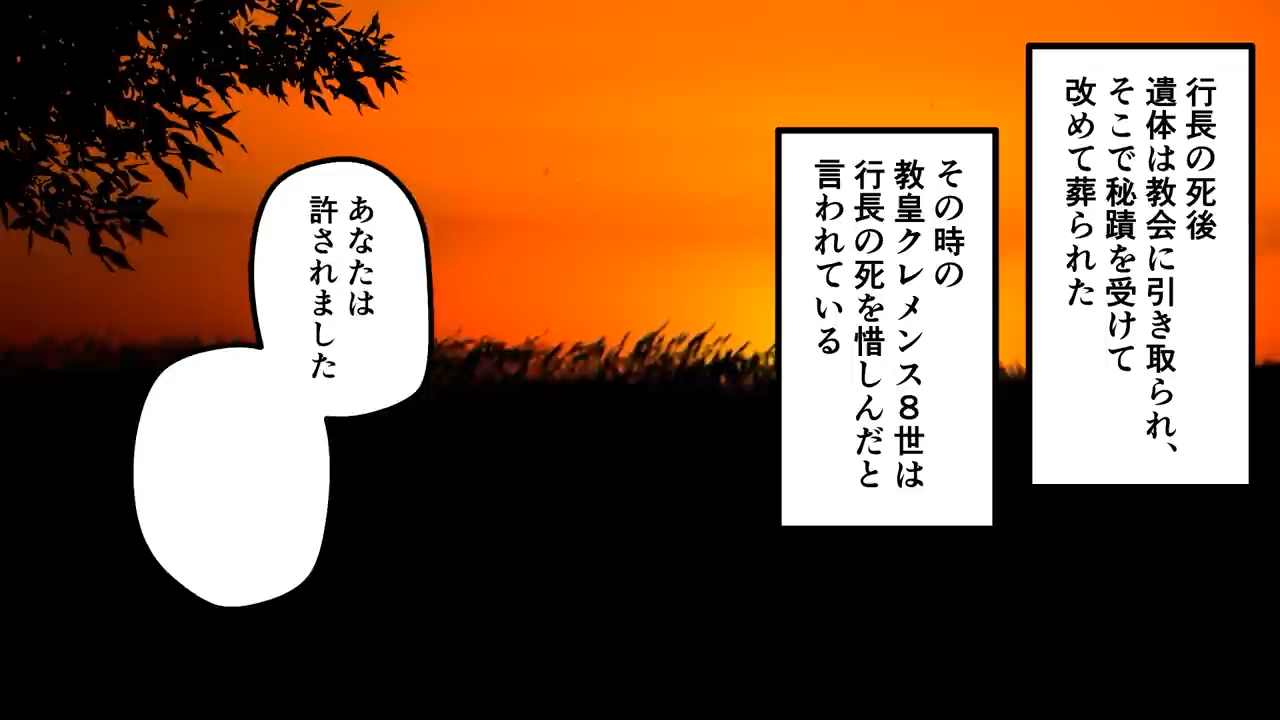 行長の死後
遺体は教会に引き取られ、
そこで秘蹟を受けて
改めて葬られた
その時の
教皇クレメンス８世は
行長の死を惜しんだと
言われている
あなたは
許されました